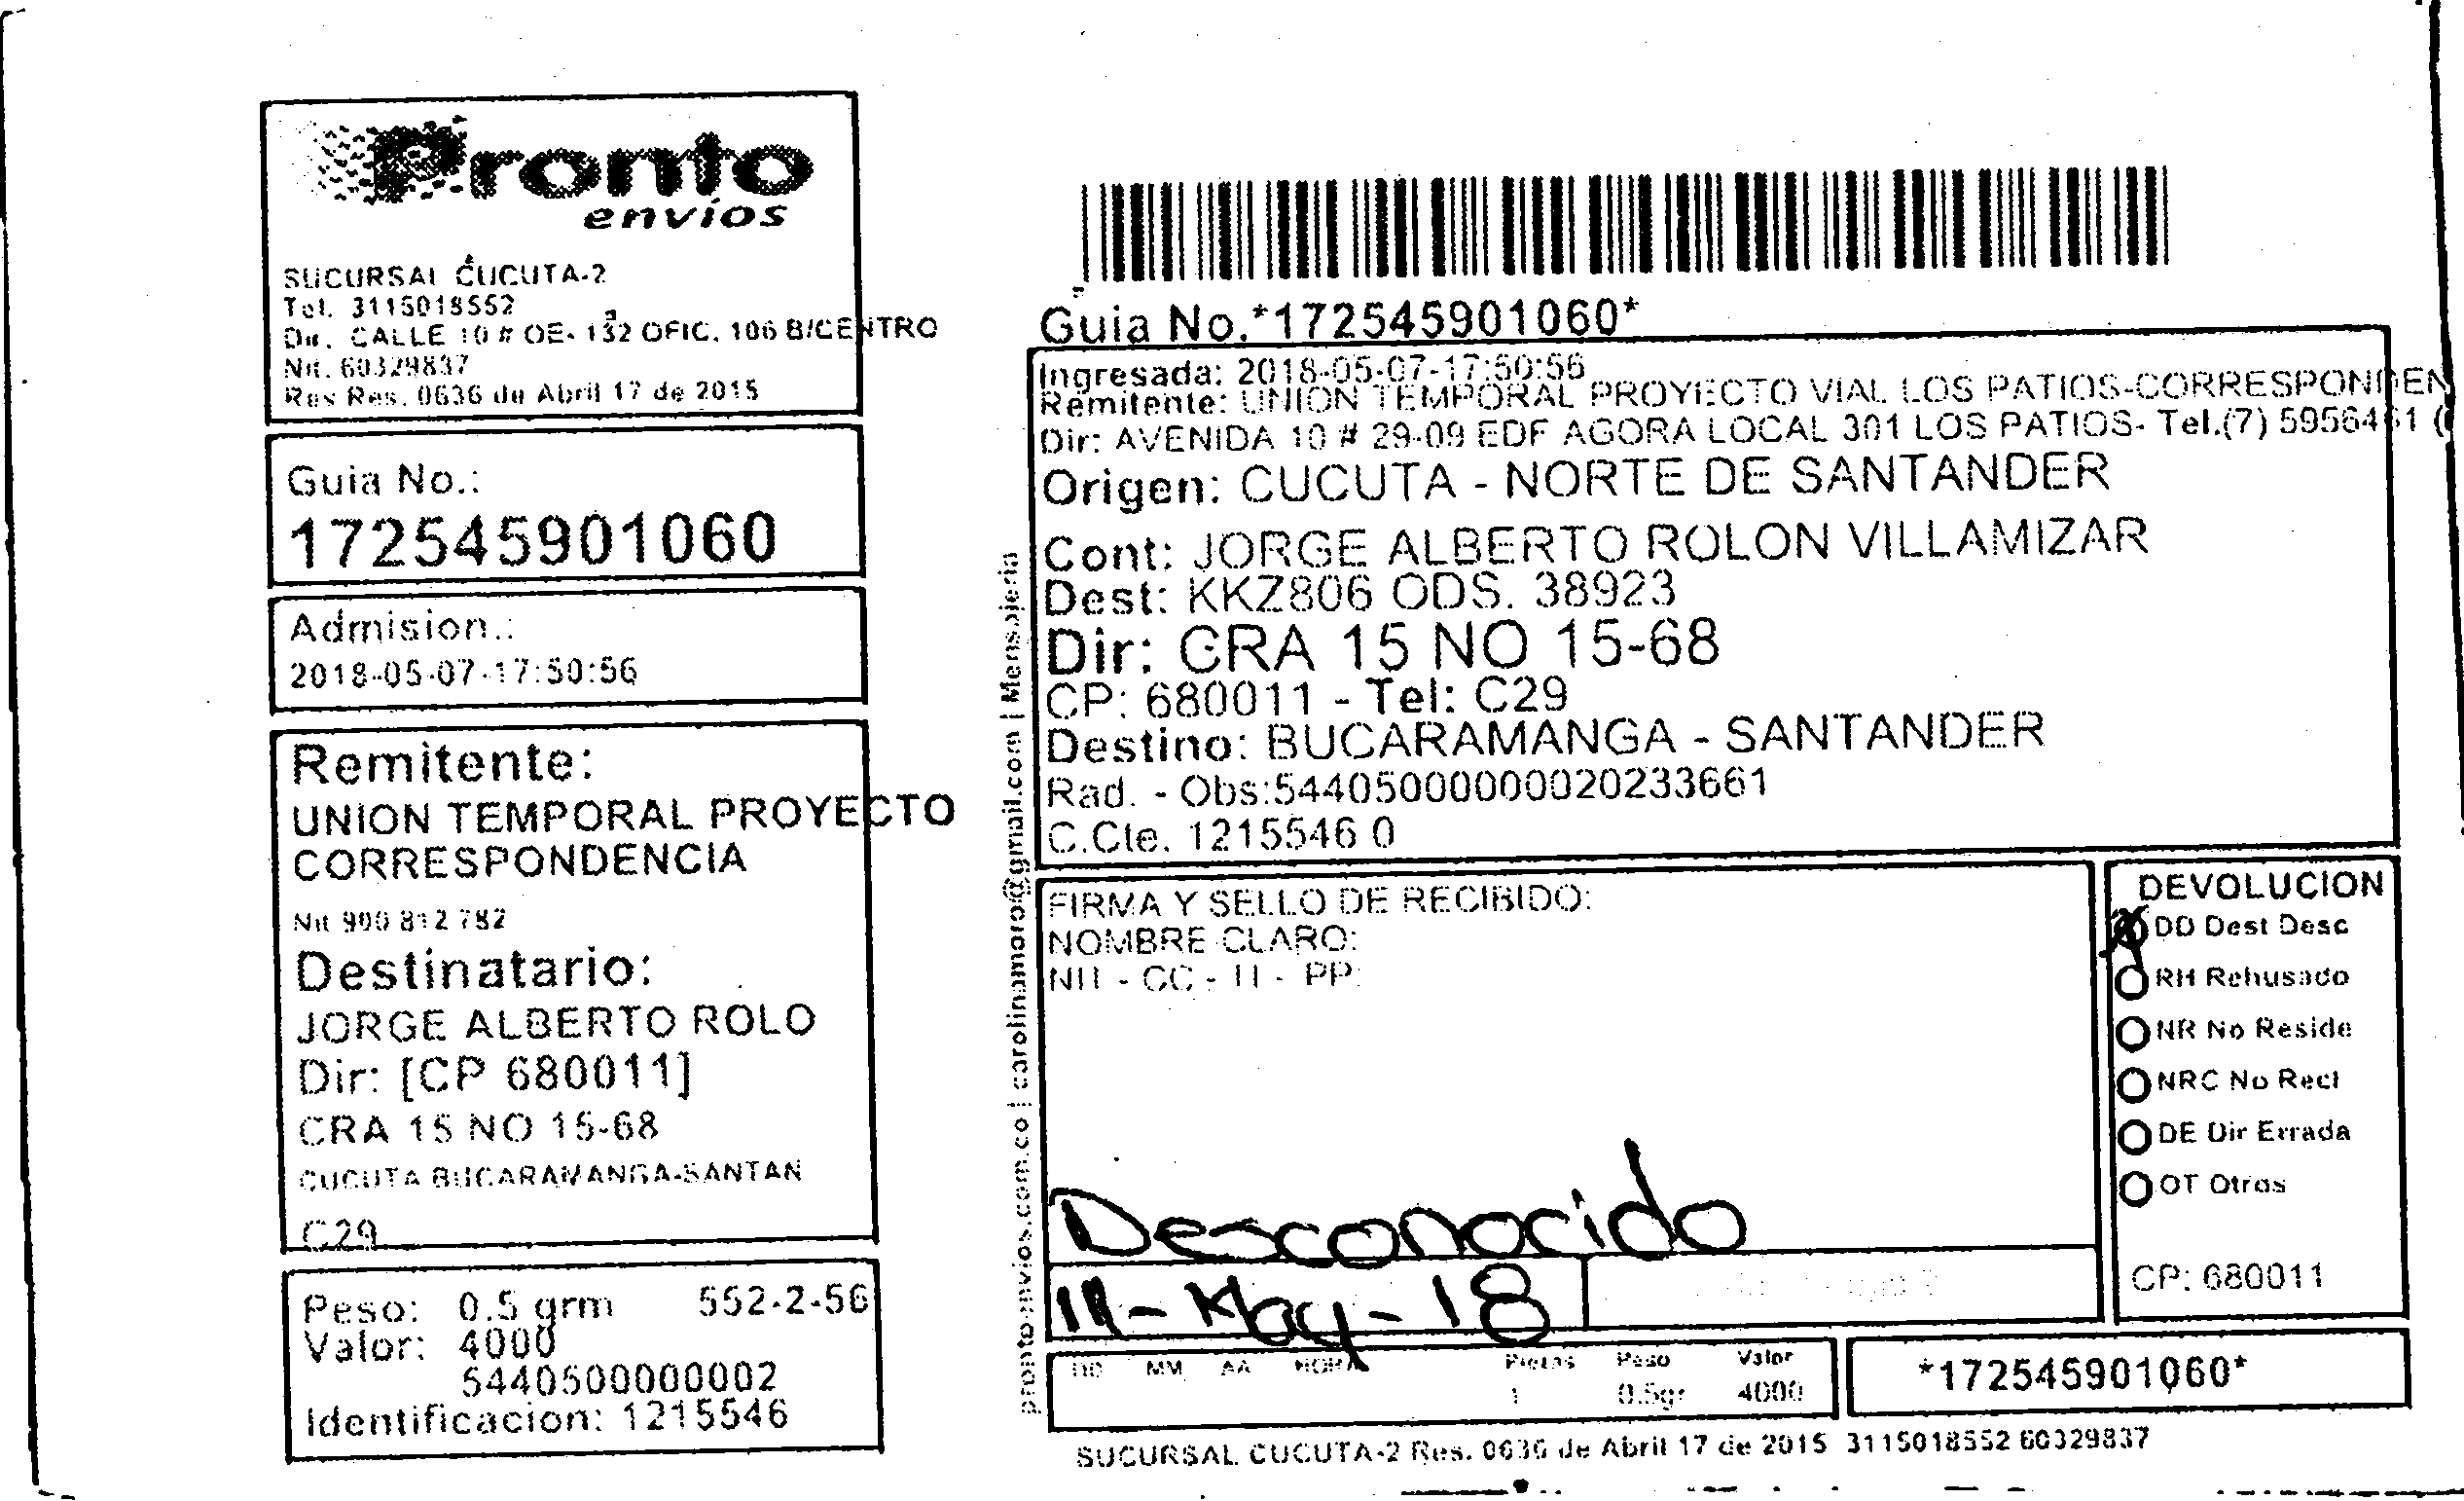 Pronto
envíos
SUCURSAL CUCUTA-2
Tel. 3115018552
Dir. CALLE 10 # OE- 132 OFIC. 106 B/CENTRO
Nit. 60329837
Res Res. 0636 de Abril 17 de 2015
Guia No.:
172545901060
Admision.:
2018-05-07-17:50:56
Remitente:
UNION TEMPORAL PROYECTO
CORRESPONDENCIA
Nit 900 812 782
Destinatario:
JORGE ALBERTO ROLO
Dir: [CP 680011]
CRA 15 NO 15-68
CUCUTA BUCARAMANGA-SANTAN
C29
Peso: 0.5 grm 552-2-56
Valor: 4000
5440500000002
Identificacion: 1215546
prontoenvios.com.co | carolinamoro@gmail.com | Mensajeria
Guia No.*172545901060*
Ingresada: 2018-05-07-17:50:56
Remitente: UNION TEMPORAL PROYECTO VIAL LOS PATIOS-CORRESPONDEN
Dir: AVENIDA 10 # 29-09 EDF AGORA LOCAL 301 LOS PATIOS- Tel.(7) 5956461 (
Origen: CUCUTA - NORTE DE SANTANDER
Cont: JORGE ALBERTO ROLON VILLAMIZAR
Dest: KKZ806 ODS. 38923
Dir: CRA 15 NO 15-68
CP: 680011 - Tel: C29
Destino: BUCARAMANGA - SANTANDER
Rad. - Obs:544050000000020233661
C.Cte. 1215546 0
FIRMA Y SELLO DE RECIBIDO:
NOMBRE CLARO:
NIT - CC - TI - PP:
Desconocido
May-18
DD MM AA HORA Piezas Peso Valor
1 0.5gr 4000
DEVOLUCION
DD Dest Desc
RH Rehusado
NR No Reside
NRC No Recl
DE Dir Errada
OT Otros
CP: 680011
*172545901060*
SUCURSAL CUCUTA-2 Res. 0636 de Abril 17 de 2015 3115018552 60329837